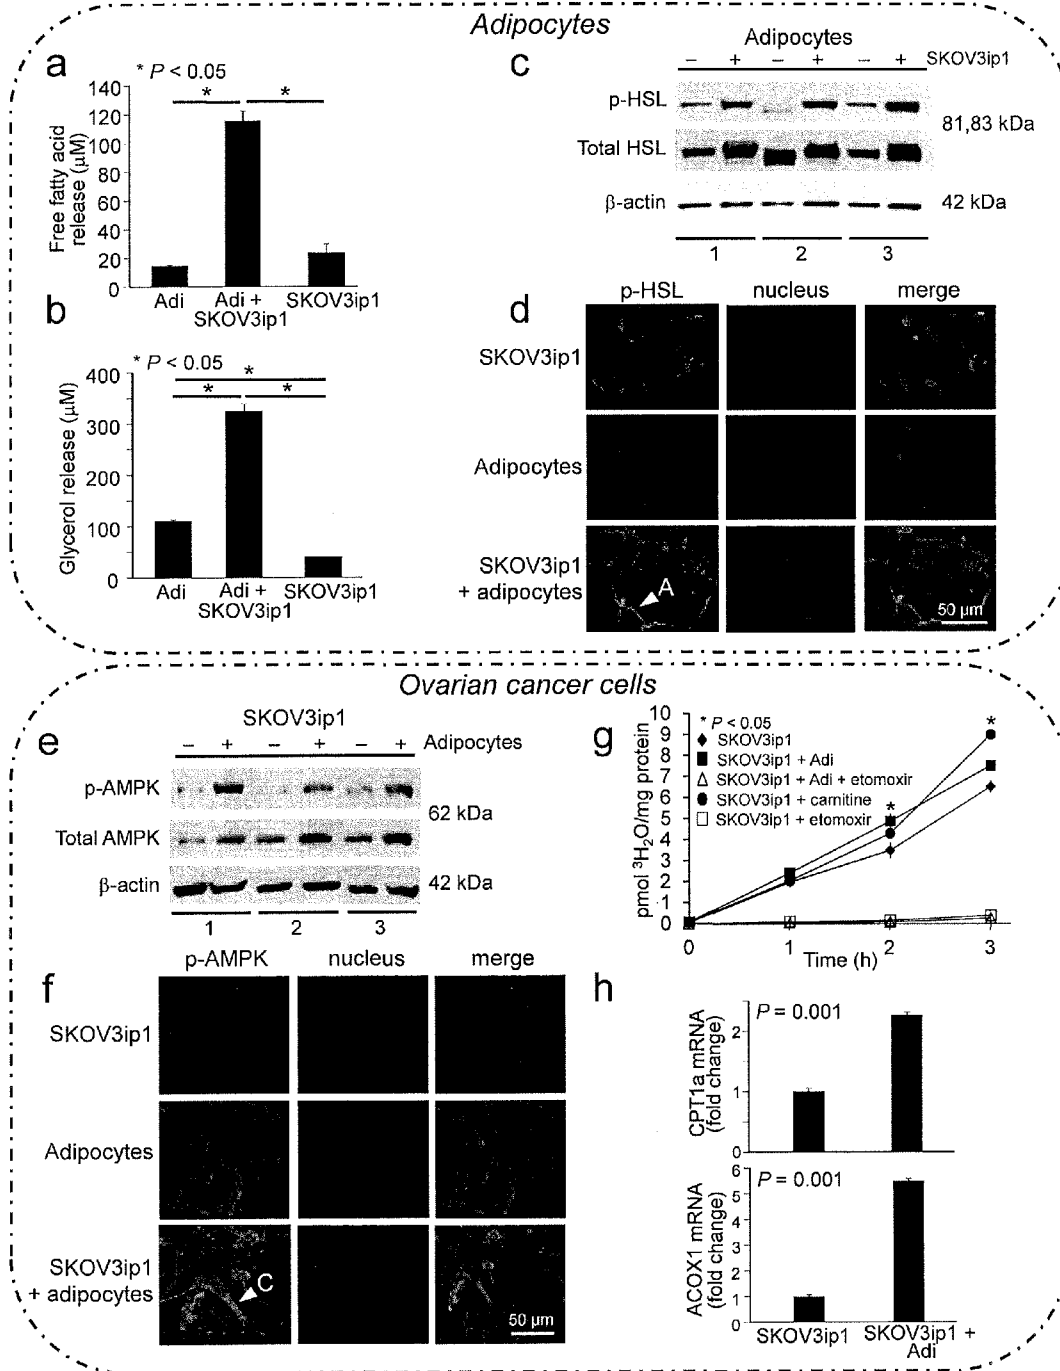 Adipocytes
a
* P < 0.05
* *
140
120
100
80
60
40
20
0
Free fatty acid
release (μM)
Adi Adi + SKOV3ip1
SKOV3ip1
b
* P < 0.05
*
* *
400
300
200
100
0
Glycerol release (μM)
Adi Adi + SKOV3ip1
SKOV3ip1
c
Adipocytes
– + – + – + SKOV3ip1
p-HSL
81,83 kDa
Total HSL
β-actin 42 kDa
1 2 3
d
p-HSL nucleus merge
SKOV3ip1
Adipocytes
SKOV3ip1
+ adipocytes
A
50 μm
Ovarian cancer cells
e
SKOV3ip1
– + – + – + Adipocytes
p-AMPK
62 kDa
Total AMPK
β-actin 42 kDa
1 2 3
f
p-AMPK nucleus merge
SKOV3ip1
Adipocytes
SKOV3ip1
+ adipocytes
C
50 μm
g
pmol ³H₂O/mg protein
10
9
8
7
6
5
4
3
2
1
0
* P < 0.05
SKOV3ip1
SKOV3ip1 + Adi
SKOV3ip1 + Adi + etomoxir
SKOV3ip1 + carnitine
SKOV3ip1 + etomoxir
*
*
0 1 2 3
Time (h)
h
P = 0.001
CPT1a mRNA
(fold change)
2
1
0
P = 0.001
ACOX1 mRNA
(fold change)
6
5
4
3
2
1
0
SKOV3ip1 SKOV3ip1 +
Adi